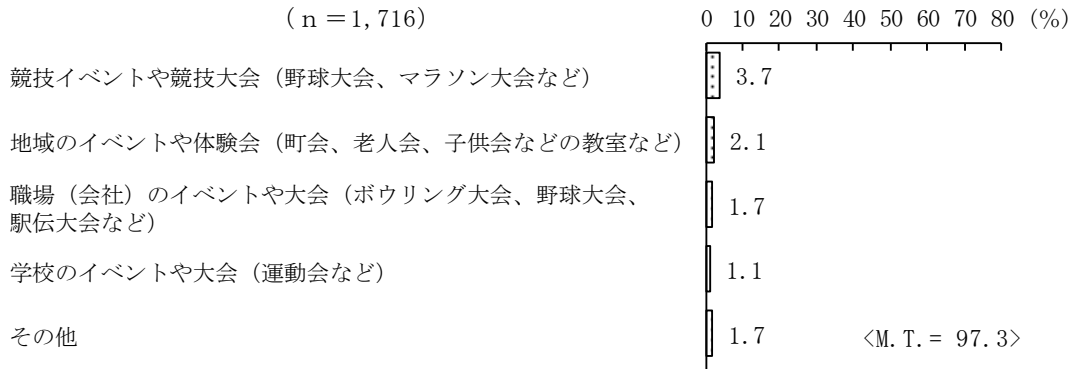 (n=1,716)
0 10 20 30 40 50 60 70 80 (%)
競技イベントや競技大会（野球大会、マラソン大会など） 3.7
地域のイベントや体験会（町会、老人会、子供会などの教室など） 2.1
職場（会社）のイベントや大会（ボウリング大会、野球大会、
駅伝大会など） 1.7
学校のイベントや大会（運動会など） 1.1
その他 1.7 <M.T.= 97.3>